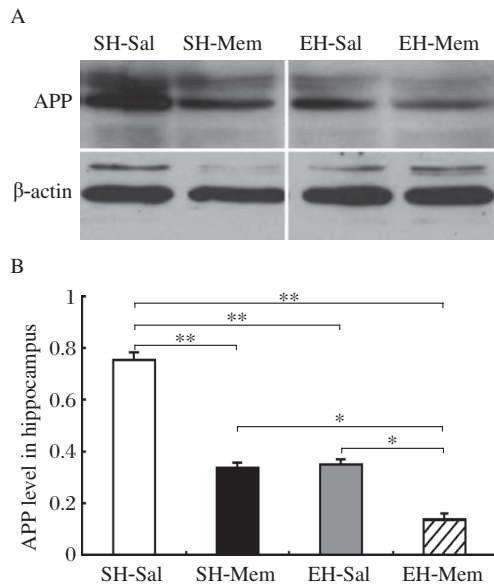 A
SH-Sal SH-Mem EH-Sal EH-Mem
APP
β-actin
B
APP level in hippocampus
1
0.8
0.6
0.4
0.2
0
**
**
**
*
*
SH-Sal SH-Mem EH-Sal EH-Mem